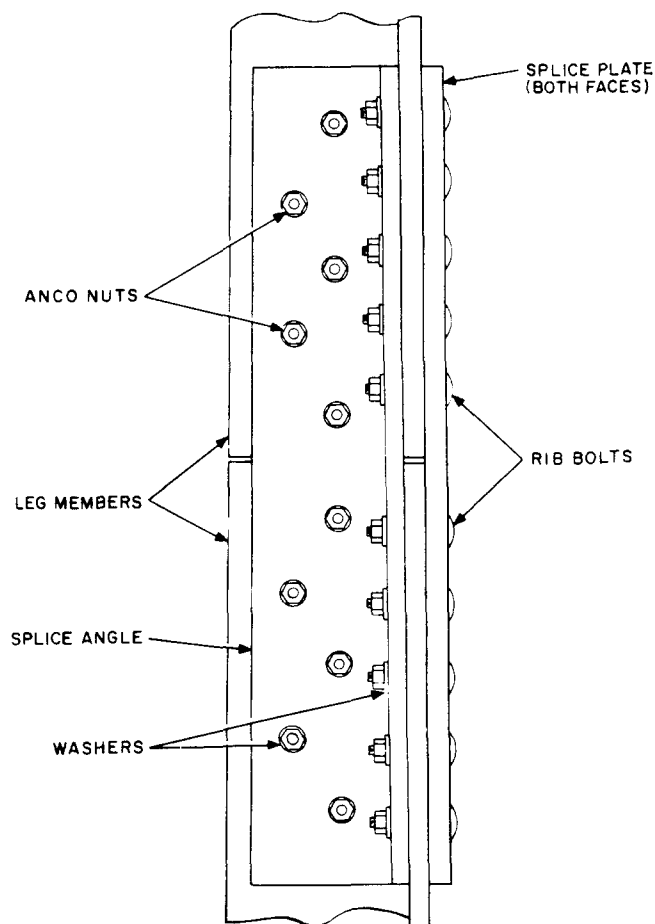 SPLICE PLATE
(BOTH FACES)
ANCO NUTS
RIB BOLTS
LEG MEMBERS
SPLICE ANGLE
WASHERS